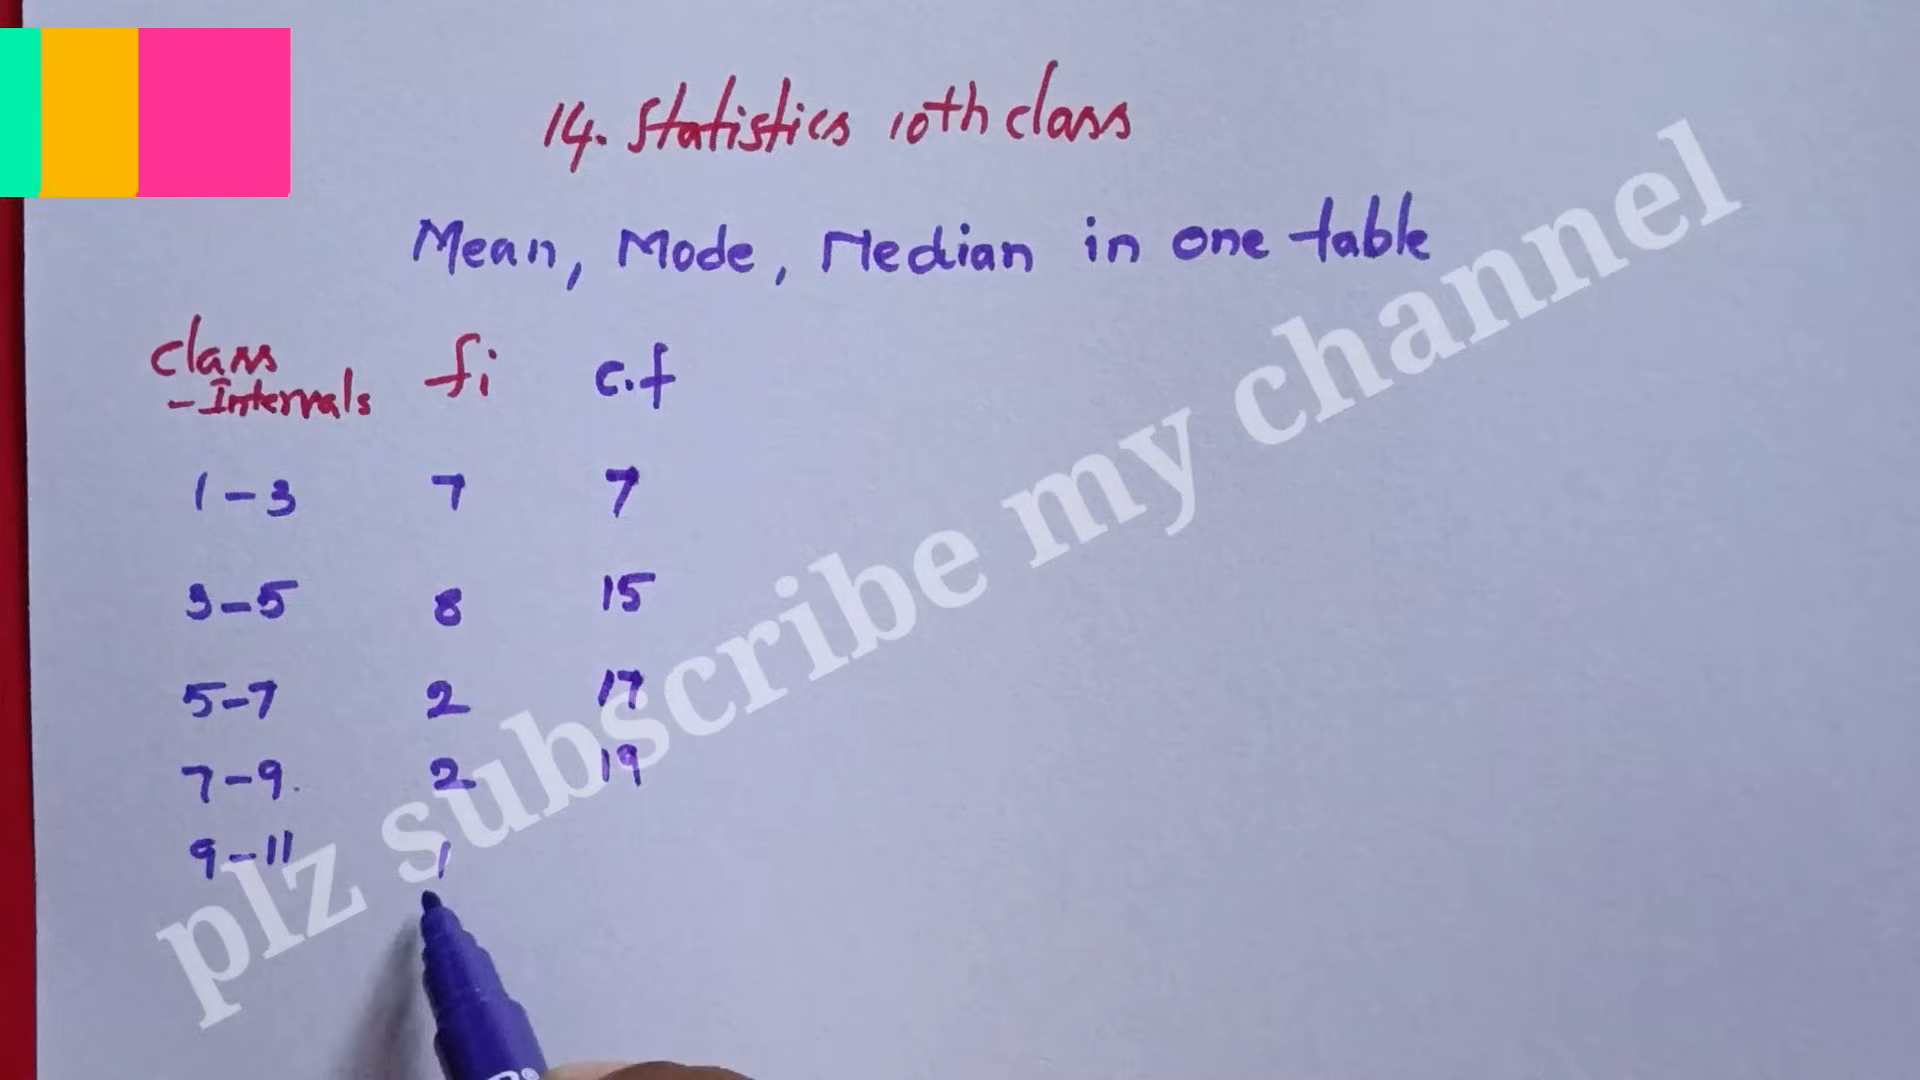 14. Statistics 10th class
Mean, Mode, Median in one table
class
-Intervals fi c.f
1-3 7 7
3-5 8 15
5-7 2 17
7-9. 2 19
9-11 1
plz subscribe my channel